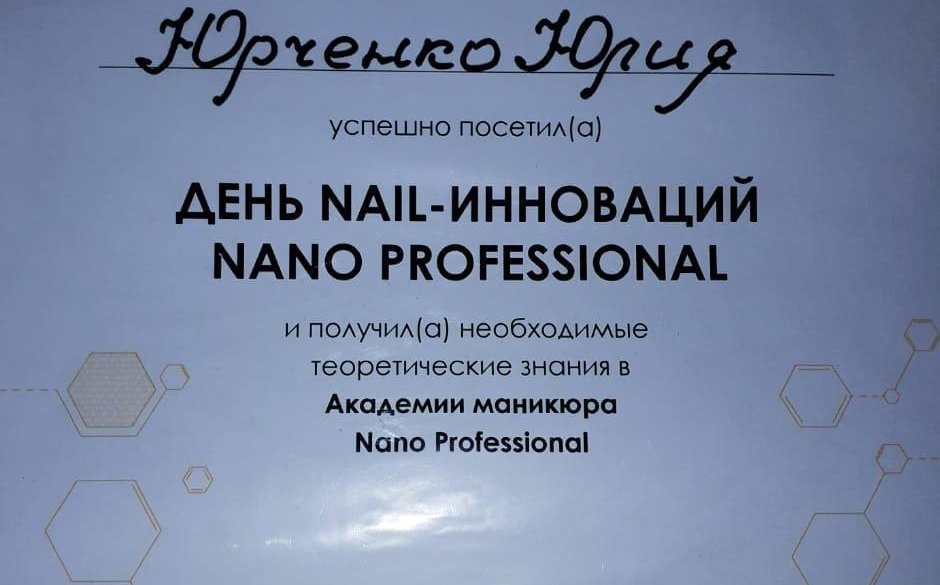 Юрченко Юрия
успешно посетил(а)
ДЕНЬ NAIL-ИННОВАЦИЙ
NANO PROFESSIONAL
и получил(а) необходимые
теоретические знания в
Академии маникюра
Nano Professional